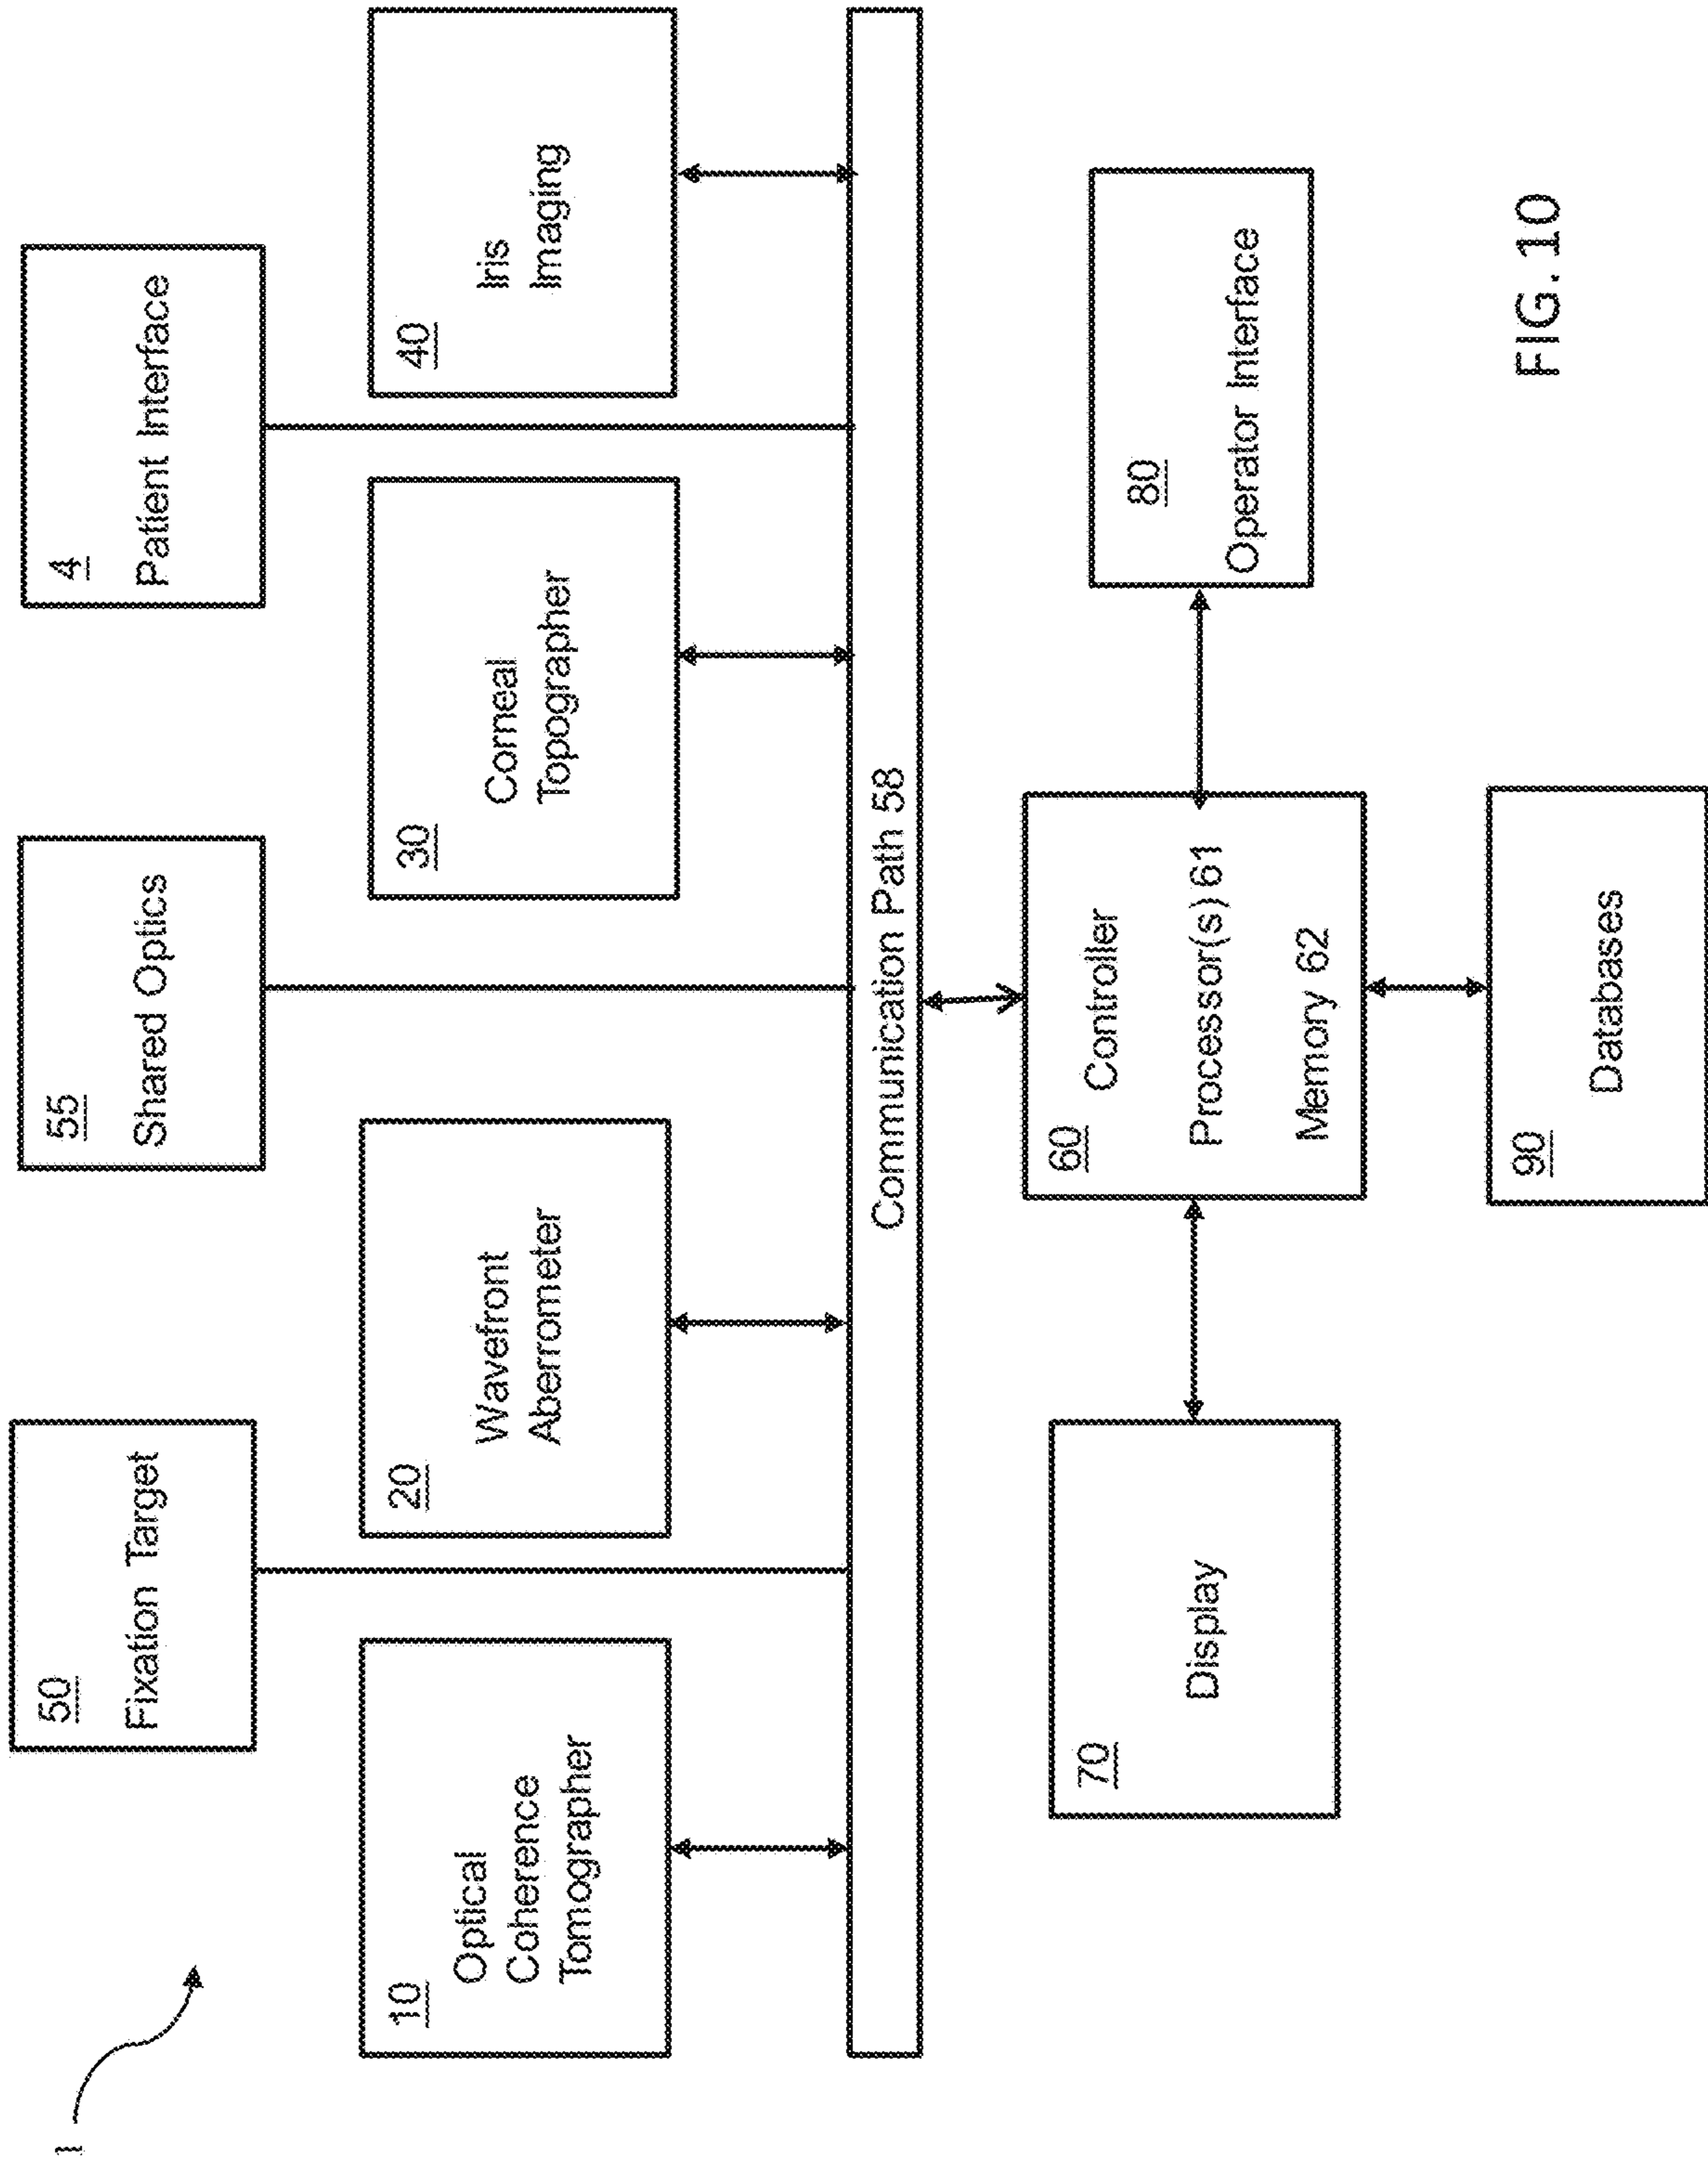 1
50
Fixation Target
55
Shared Optics
4
Patient Interface
10
Optical
Coherence
Tomographer
20
Wavefront
Aberrometer
30
Corneal
Topographer
40
Iris
Imaging
Communication Path 58
70
Display
60
Controller
Processor(s) 61
Memory 62
80
Operator Interface
90
Databases
FIG. 10